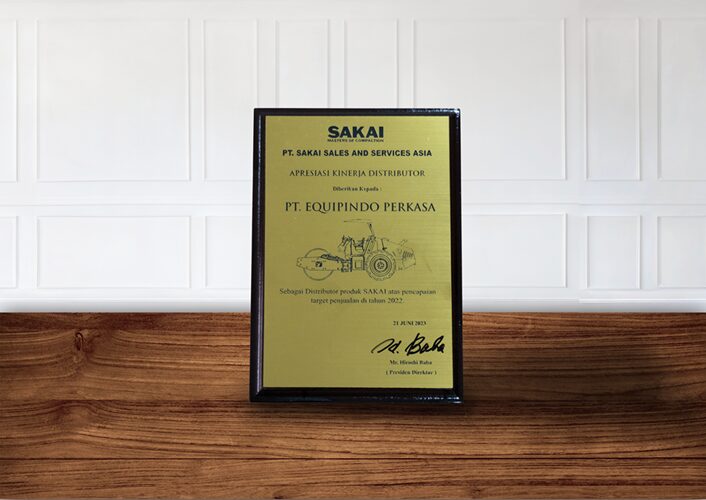 SAKAI
MASTERS OF COMPACTION
PT. SAKAI SALES AND SERVICES ASIA
APRESIASI KINERJA DISTRIBUTOR
Diberikan Kepada :
PT. EQUIPINDO PERKASA
Sebagai Distributor produk SAKAI atas pencapaian
target penjualan di tahun 2022.
21 JUNI 2023
H. Baba
Mr. Hiroshi Baba
( Presiden Direktur )